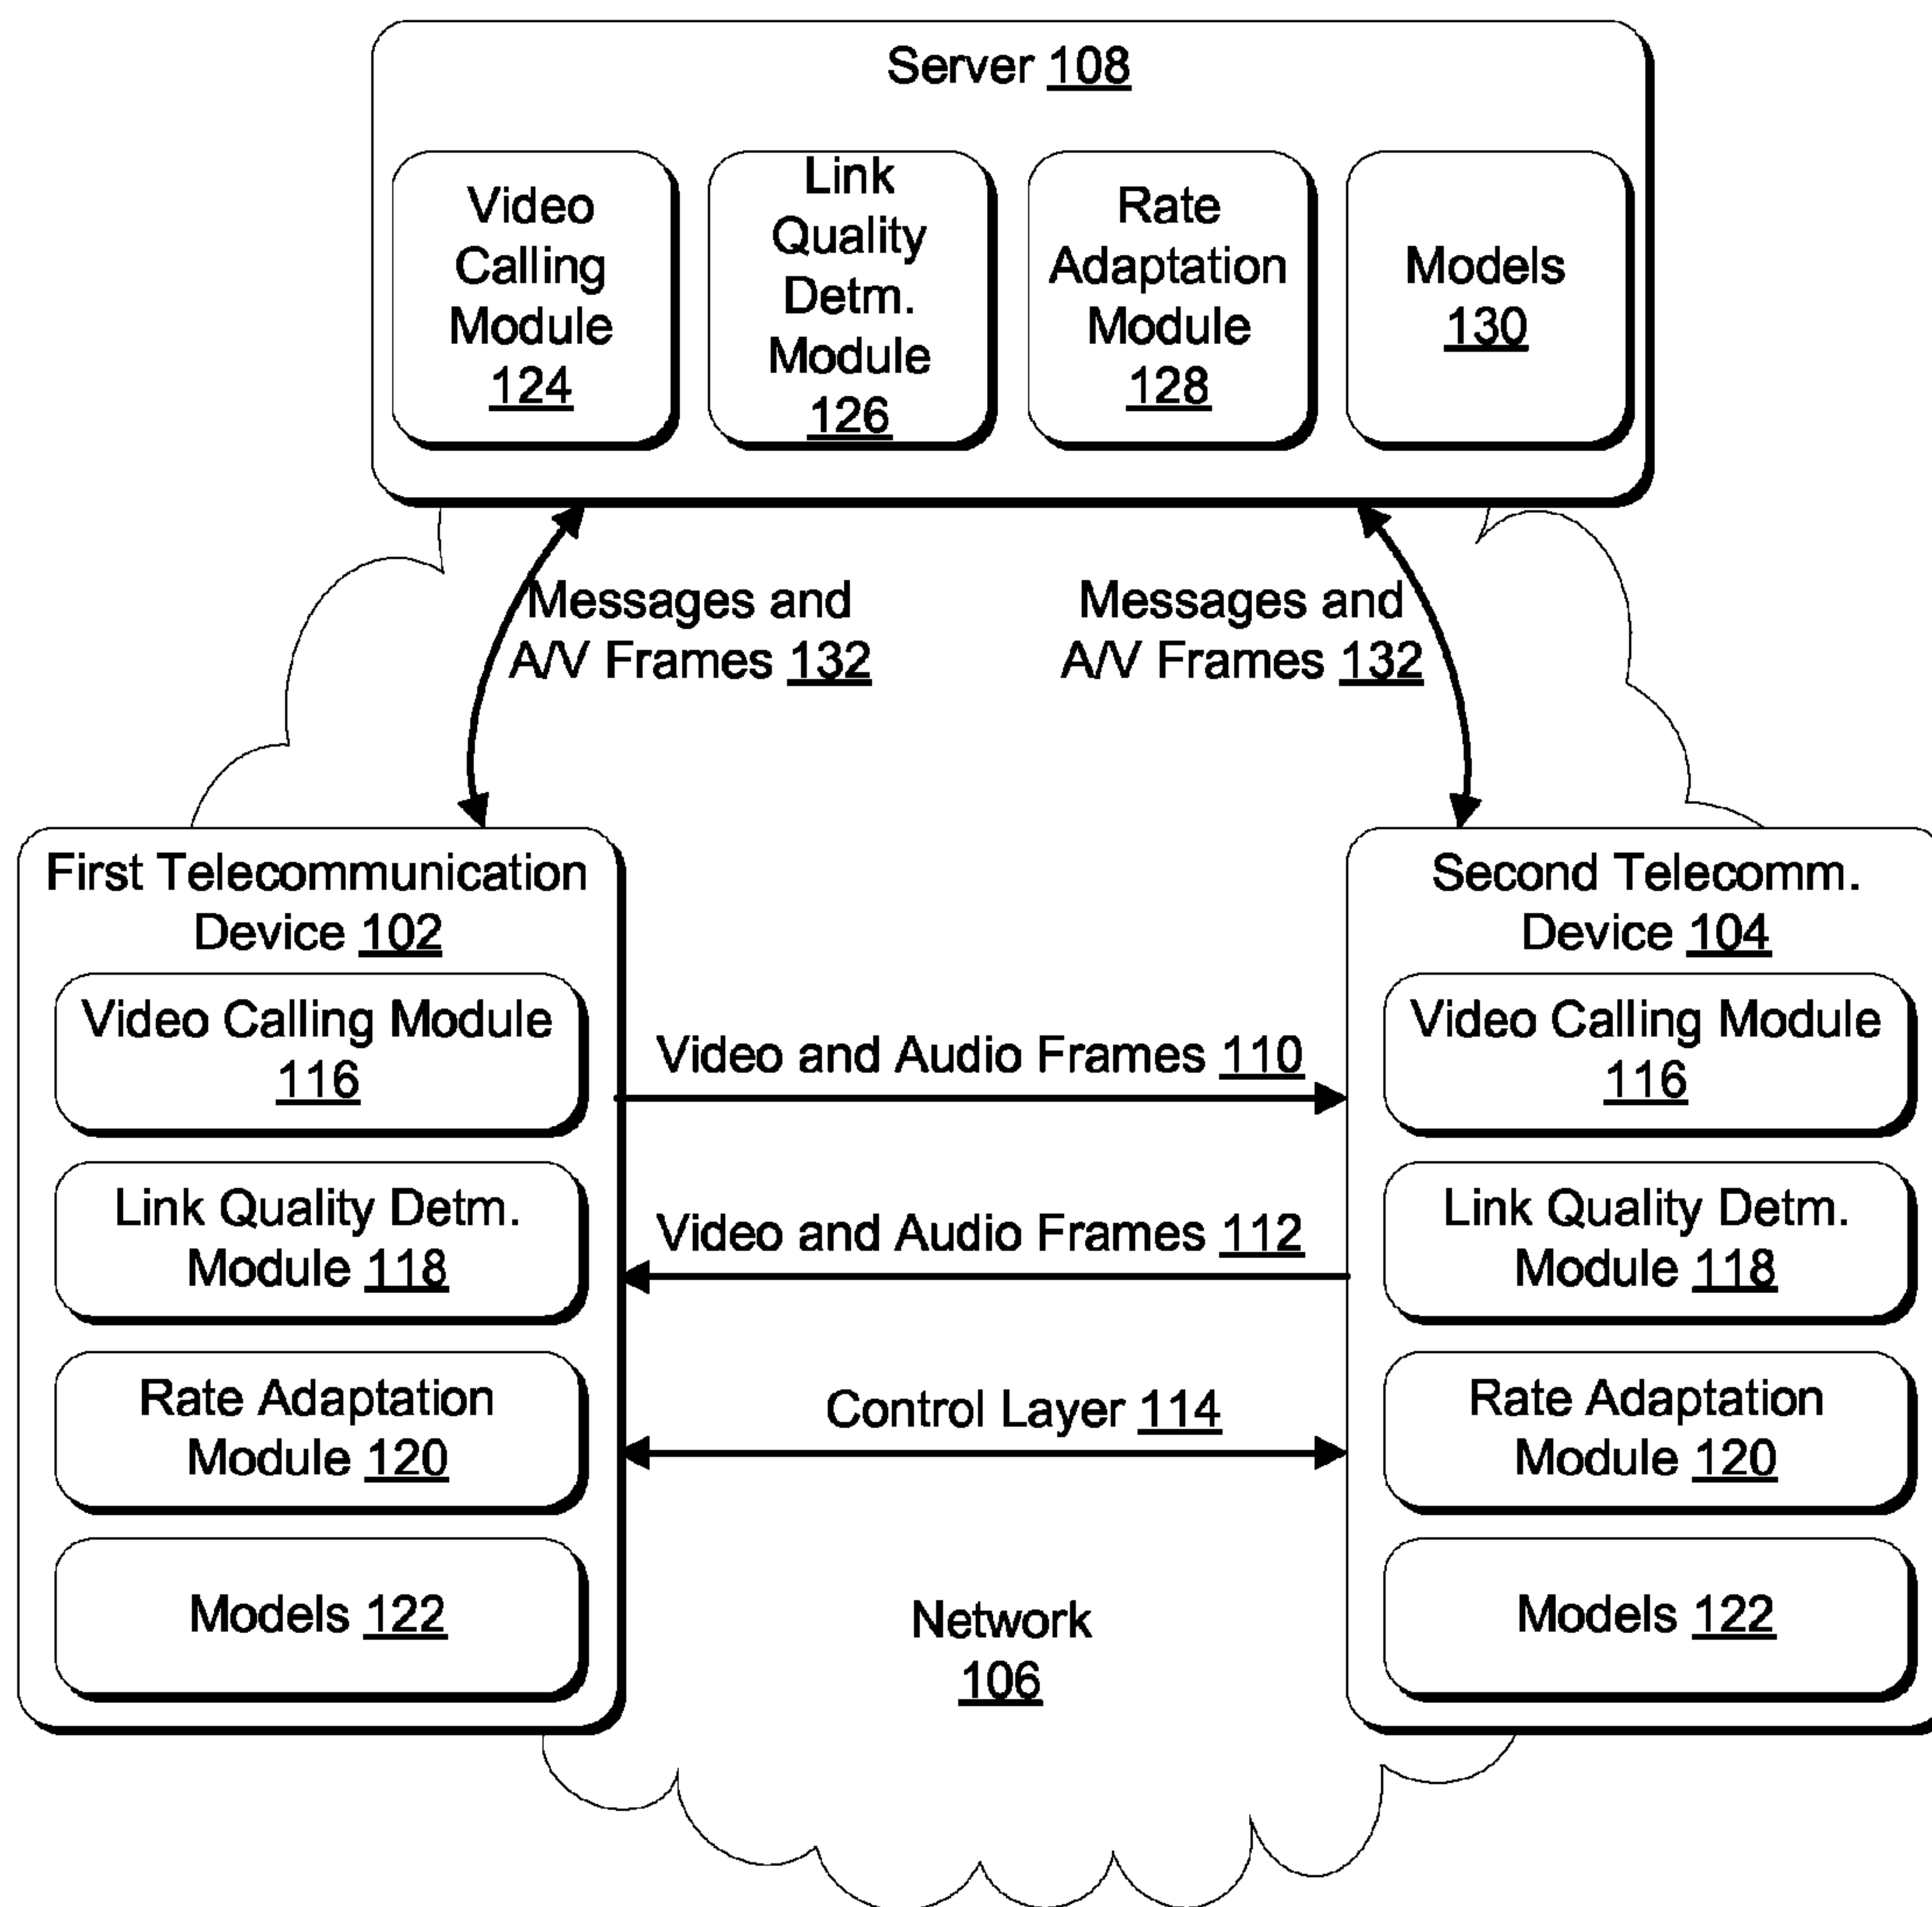 Server 108
Video
Calling
Module
124
Link
Quality
Detm.
Module
126
Rate
Adaptation
Module
128
Models
130
Messages and
A/V Frames 132
Messages and
A/V Frames 132
First Telecommunication
Device 102
Video Calling Module
116
Link Quality Detm.
Module 118
Rate Adaptation
Module 120
Models 122
Video and Audio Frames 110
Video and Audio Frames 112
Control Layer 114
Network
106
Second Telecomm.
Device 104
Video Calling Module
116
Link Quality Detm.
Module 118
Rate Adaptation
Module 120
Models 122